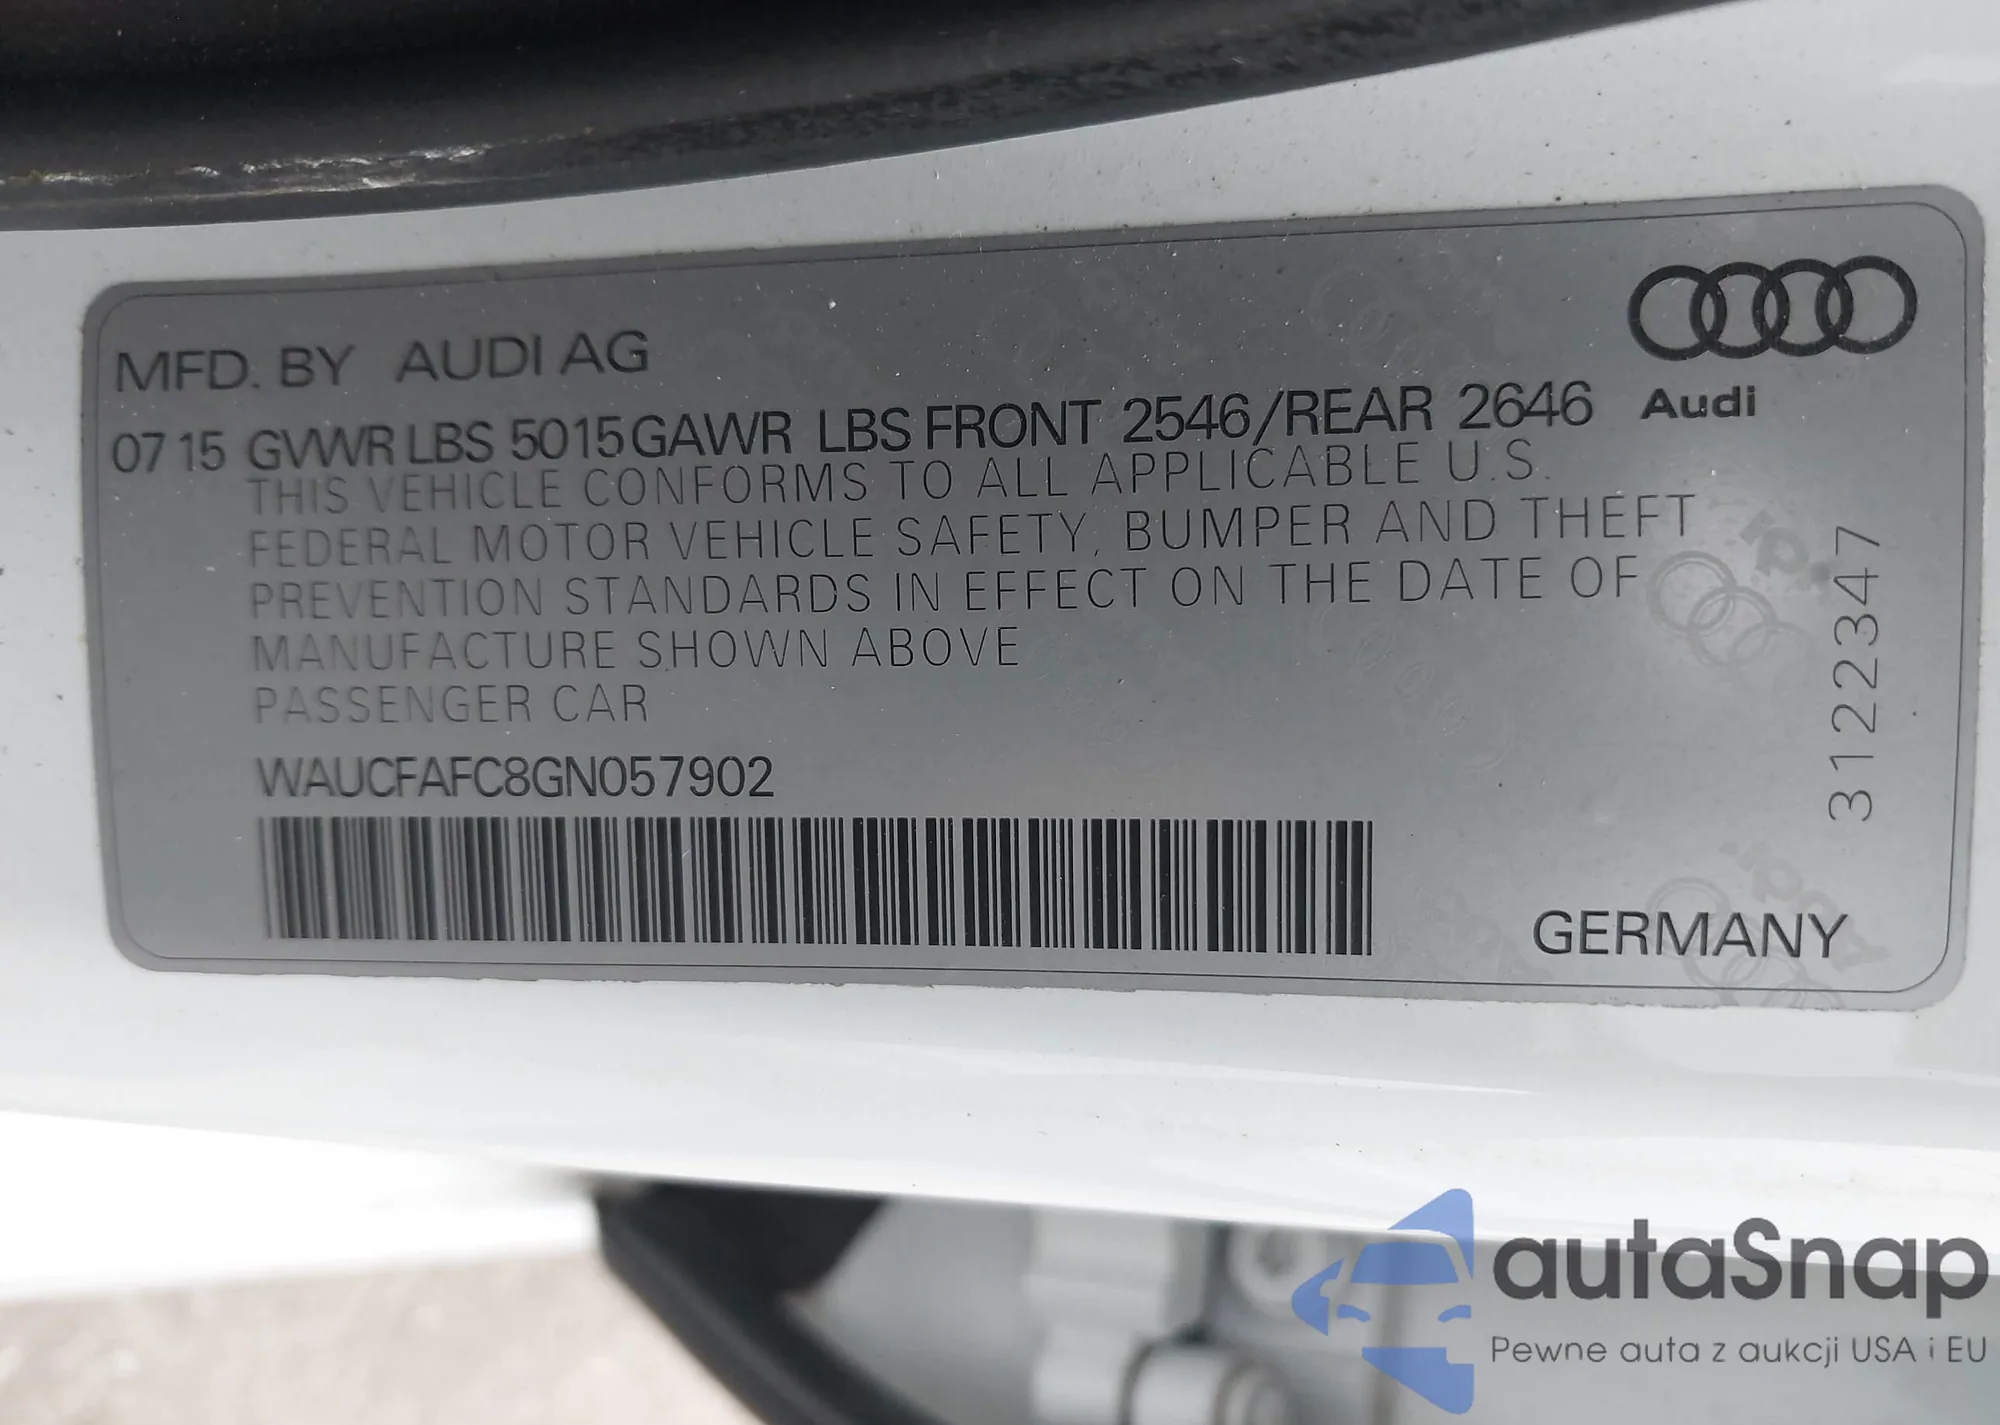 MFD. BY AUDI AG
07 15 GVWR LBS 5015 GAWR LBS FRONT 2546/REAR 2646
Audi
THIS VEHICLE CONFORMS TO ALL APPLICABLE U.S.
FEDERAL MOTOR VEHICLE SAFETY, BUMPER AND THEFT
PREVENTION STANDARDS IN EFFECT ON THE DATE OF
MANUFACTURE SHOWN ABOVE
PASSENGER CAR
WAUCFAFC8GN057902
3122347
GERMANY
autaSnap
Pewne auta z aukcji USA i EU